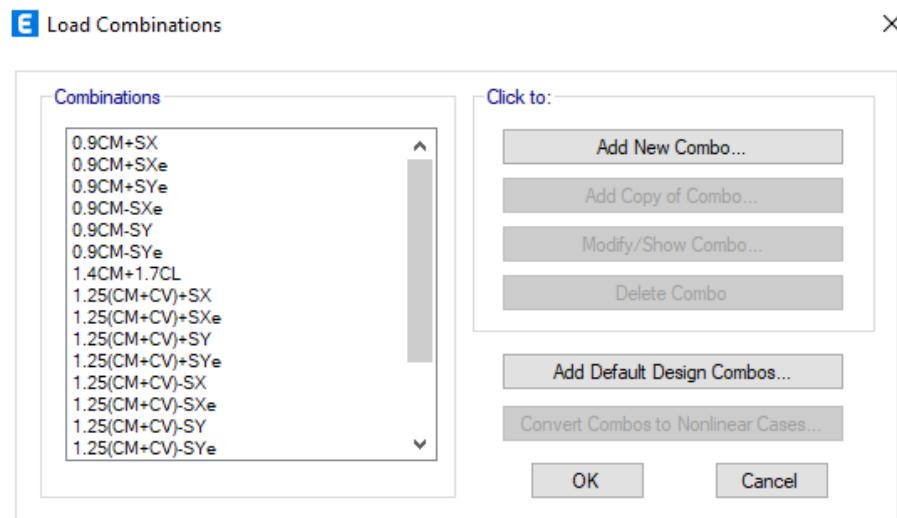 E Load Combinations
Combinations
0.9CM+SX
0.9CM+SXe
0.9CM+SYe
0.9CM-SXe
0.9CM-SY
0.9CM-SYe
1.4CM+1.7CL
1.25(CM+CV)+SX
1.25(CM+CV)+SXe
1.25(CM+CV)+SY
1.25(CM+CV)+SYe
1.25(CM+CV)-SX
1.25(CM+CV)-SXe
1.25(CM+CV)-SY
1.25(CM+CV)-SYe
Click to:
Add New Combo...
Add Copy of Combo...
Modify/Show Combo...
Delete Combo
Add Default Design Combos...
Convert Combos to Nonlinear Cases...
OK
Cancel